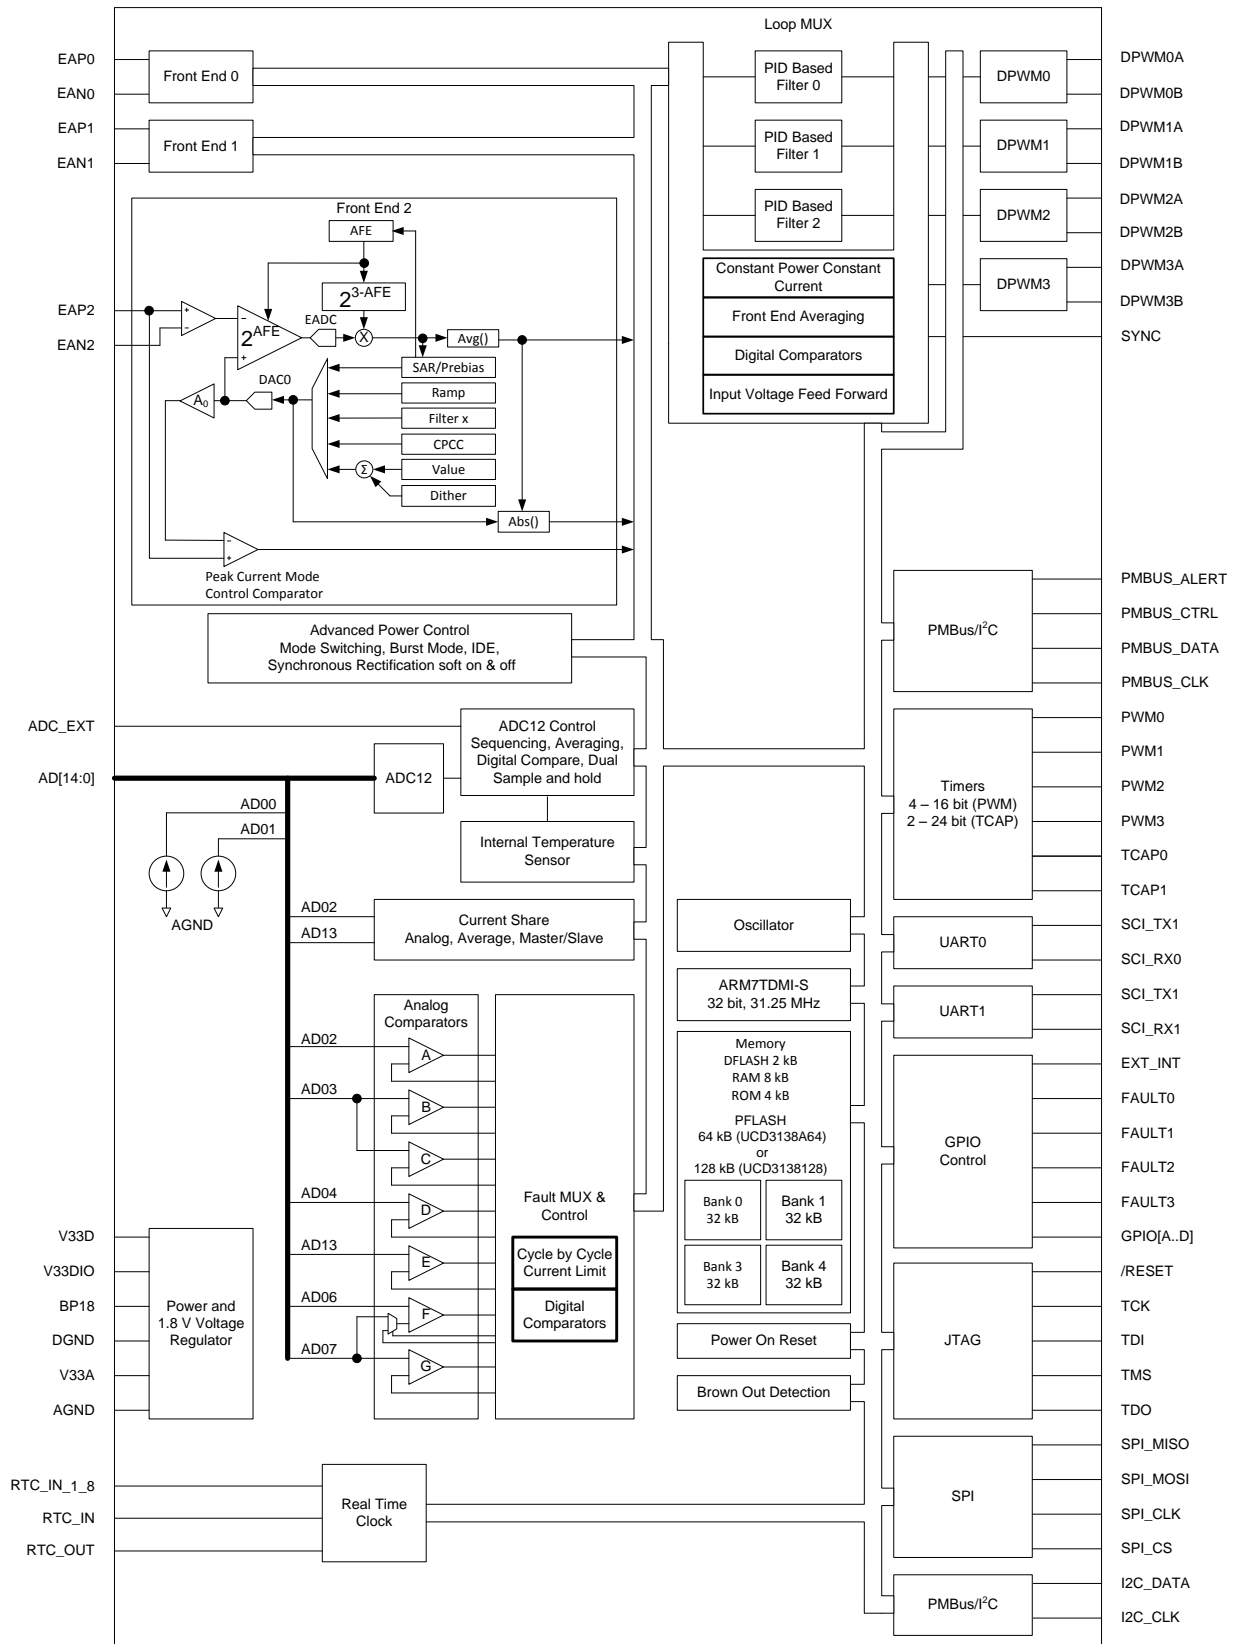 Loop MUX
EAP0
EAN0
EAP1
EAN1
Front End 0
Front End 1
PID Based
Filter 0
PID Based
Filter 1
PID Based
Filter 2
DPWM0
DPWM1
DPWM2
DPWM3
DPWM0A
DPWM0B
DPWM1A
DPWM1B
DPWM2A
DPWM2B
DPWM3A
DPWM3B
SYNC
Constant Power Constant
Current
Front End Averaging
Digital Comparators
Input Voltage Feed Forward
EAP2
EAN2
Front End 2
AFE
2^3-AFE
2^AFE
+
−
−
+
EADC
X
Avg()
SAR/Prebias
DAC0
A₀
Ramp
Filter x
CPCC
Value
Σ
Dither
Abs()
−
+
Peak Current Mode
Control Comparator
Advanced Power Control
Mode Switching, Burst Mode, IDE,
Synchronous Rectification soft on & off
ADC_EXT
AD[14:0]
ADC12
ADC12 Control
Sequencing, Averaging,
Digital Compare, Dual
Sample and hold
AD00
AD01
AGND
Internal Temperature
Sensor
AD02
AD13
Current Share
Analog, Average, Master/Slave
Analog
Comparators
AD02
AD03
AD04
AD13
AD06
AD07
A
B
C
D
E
F
G
Fault MUX &
Control
Cycle by Cycle
Current Limit
Digital
Comparators
Oscillator
ARM7TDMI-S
32 bit, 31.25 MHz
Memory
DFLASH 2 kB
RAM 8 kB
ROM 4 kB
PFLASH
64 kB (UCD3138A64)
or
128 kB (UCD3138128)
Bank 0
32 kB
Bank 1
32 kB
Bank 3
32 kB
Bank 4
32 kB
Power On Reset
Brown Out Detection
V33D
V33DIO
BP18
DGND
V33A
AGND
Power and
1.8 V Voltage
Regulator
RTC_IN_1_8
RTC_IN
RTC_OUT
Real Time
Clock
PMBus/I²C
PMBUS_ALERT
PMBUS_CTRL
PMBUS_DATA
PMBUS_CLK
Timers
4 – 16 bit (PWM)
2 – 24 bit (TCAP)
PWM0
PWM1
PWM2
PWM3
TCAP0
TCAP1
UART0
SCI_TX1
SCI_RX0
UART1
SCI_TX1
SCI_RX1
GPIO
Control
EXT_INT
FAULT0
FAULT1
FAULT2
FAULT3
GPIO[A..D]
JTAG
/RESET
TCK
TDI
TMS
TDO
SPI
SPI_MISO
SPI_MOSI
SPI_CLK
SPI_CS
PMBus/I²C
I2C_DATA
I2C_CLK